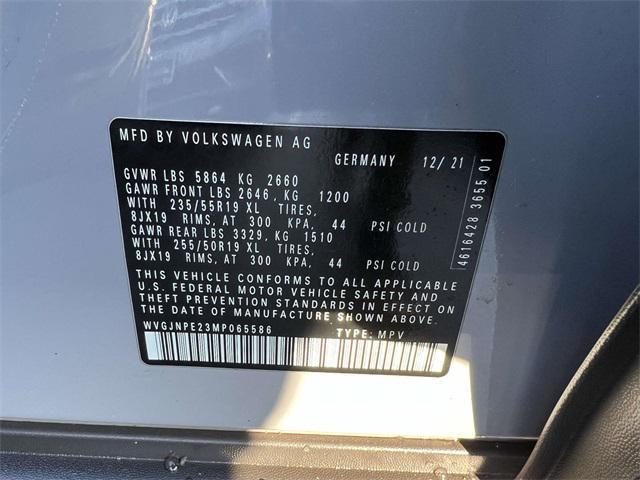 MFD BY VOLKSWAGEN AG
GERMANY 12/21
GVWR LBS 5864 KG 2660
GAWR FRONT LBS 2646, KG 1200
WITH 235/55R19 XL TIRES,
8JX19 RIMS, AT 300 KPA, 44 PSI COLD
GAWR REAR LBS 3329, KG 1510
WITH 255/50R19 XL TIRES,
8JX19 RIMS, AT 300 KPA, 44 PSI COLD
THIS VEHICLE CONFORMS TO ALL APPLICABLE
U.S. FEDERAL MOTOR VEHICLE SAFETY AND
THEFT PREVENTION STANDARDS IN EFFECT ON
THE DATE OF MANUFACTURE SHOWN ABOVE.
WVGJNPE23MP065586 TYPE: MPV
4616428 3655 01